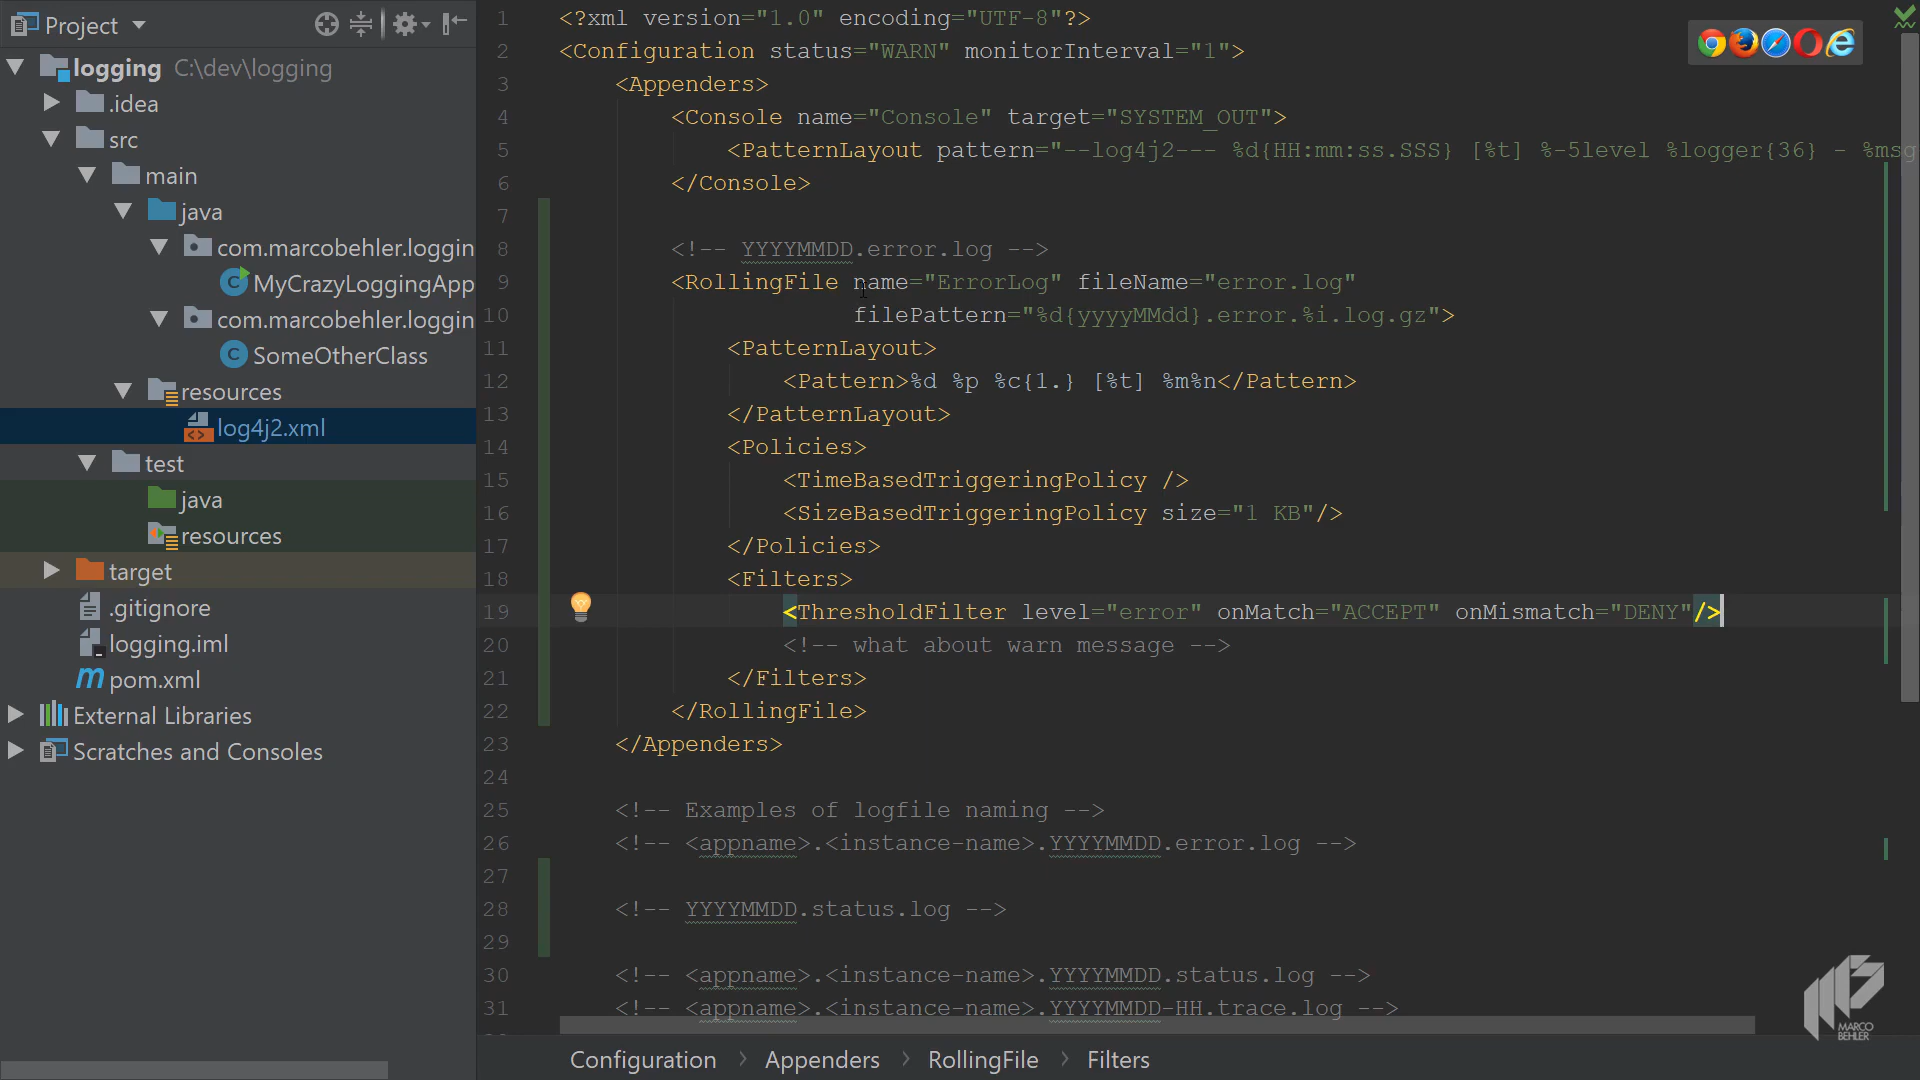 Project
logging C:\dev\logging
.idea
src
main
java
com.marcobehler.loggin
MyCrazyLoggingApp
com.marcobehler.loggin
SomeOtherClass
resources
log4j2.xml
test
java
resources
target
.gitignore
logging.iml
pom.xml
External Libraries
Scratches and Consoles
1 <?xml version="1.0" encoding="UTF-8"?>
2 <Configuration status="WARN" monitorInterval="1">
3 <Appenders>
4 <Console name="Console" target="SYSTEM_OUT">
5 <PatternLayout pattern="--log4j2--- %d{HH:mm:ss.SSS} [%t] %-5level %logger{36} - %msg
6 </Console>
7
8 <!-- YYYYMMDD.error.log -->
9 <RollingFile name="ErrorLog" fileName="error.log"
10 filePattern="%d{yyyyMMdd}.error.%i.log.gz">
11 <PatternLayout>
12 <Pattern>%d %p %c{1.} [%t] %m%n</Pattern>
13 </PatternLayout>
14 <Policies>
15 <TimeBasedTriggeringPolicy />
16 <SizeBasedTriggeringPolicy size="1 KB"/>
17 </Policies>
18 <Filters>
19 <ThresholdFilter level="error" onMatch="ACCEPT" onMismatch="DENY"/>
20 <!-- what about warn message -->
21 </Filters>
22 </RollingFile>
23 </Appenders>
24
25 <!-- Examples of logfile naming -->
26 <!-- <appname>.<instance-name>.YYYYMMDD.error.log -->
27
28 <!-- YYYYMMDD.status.log -->
29
30 <!-- <appname>.<instance-name>.YYYYMMDD.status.log -->
31 <!-- <appname>.<instance-name>.YYYYMMDD-HH.trace.log -->
Configuration > Appenders > RollingFile > Filters
MARCO
BEHLER